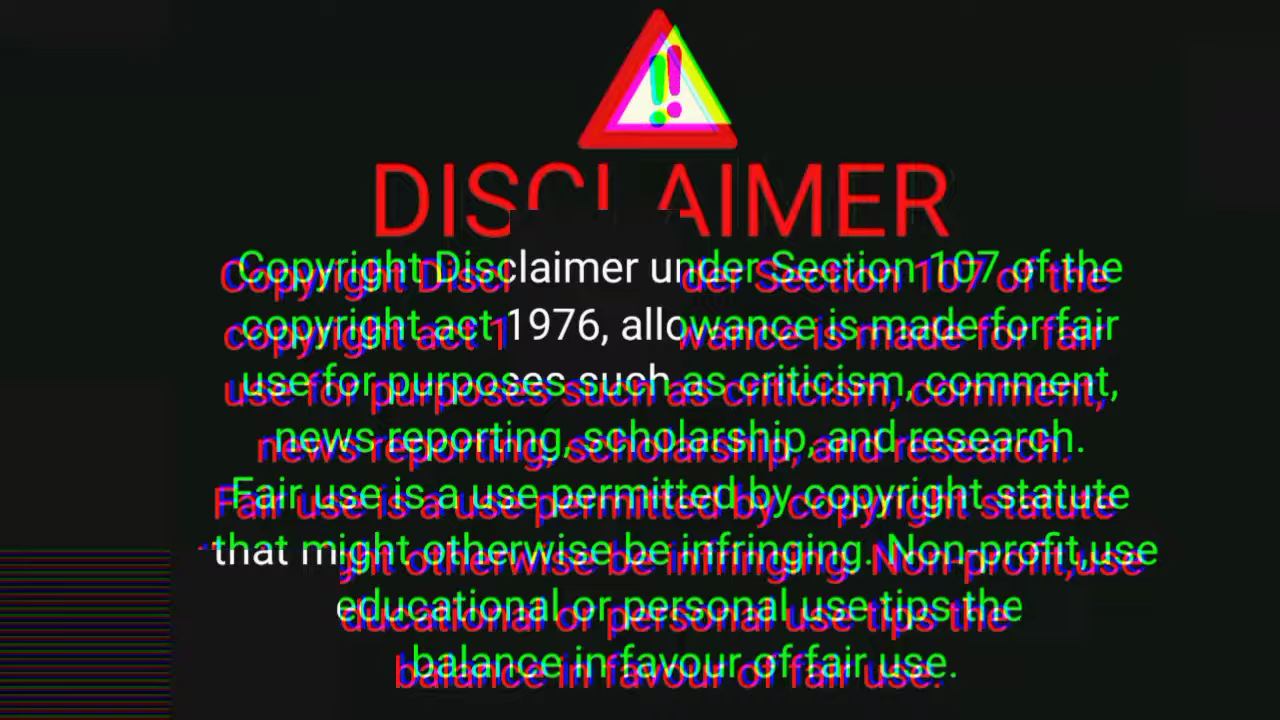 DISCLAIMER
Copyright Disclaimer under Section 107 of the
copyright act 1976, allowance is made for fair
use for purposes such as criticism, comment,
news reporting, scholarship, and research.
Fair use is a use permitted by copyright statute
that might otherwise be infringing. Non-profit,use
educational or personal use tips the
balance in favour of fair use.